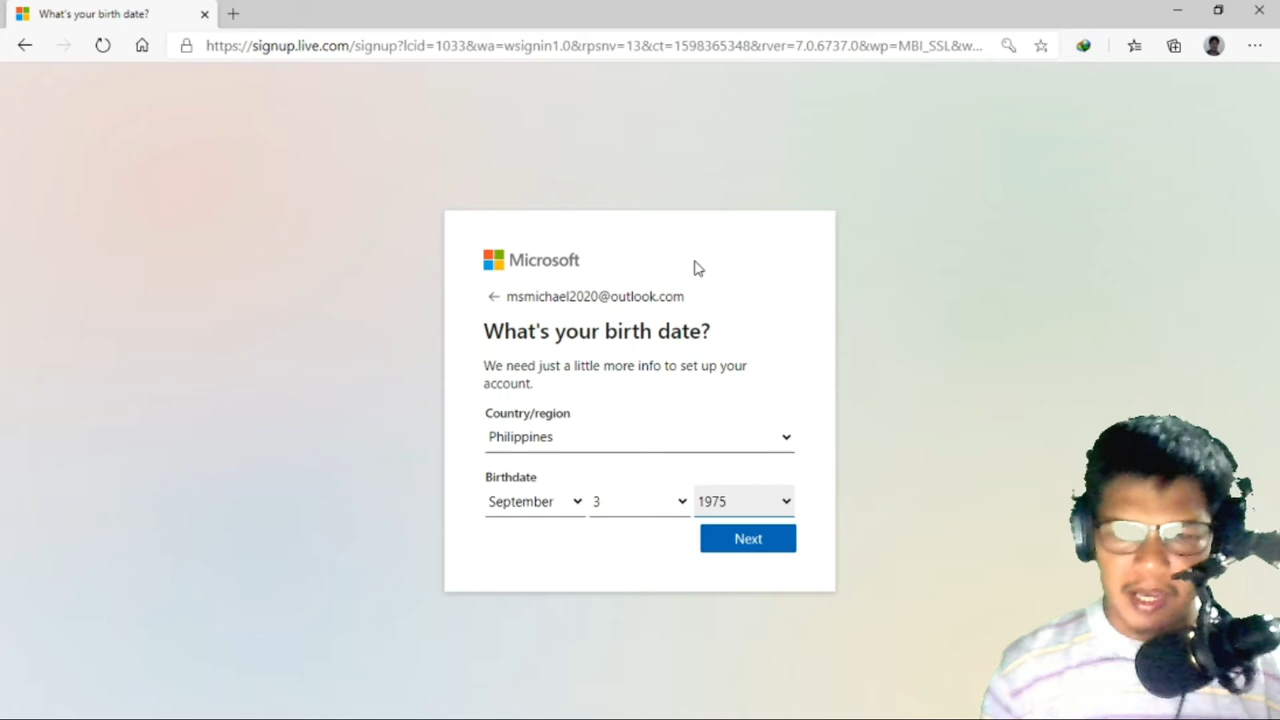 What's your birth date?
https://signup.live.com/signup?lcid=1033&wa=wsignin1.0&rpsnv=13&ct=1598365348&rver=7.0.6737.0&wp=MBI_SSL&w...
Microsoft
msmichael2020@outlook.com
What's your birth date?
We need just a little more info to set up your
account.
Country/region
Philippines
Birthdate
September 3 1975
Next